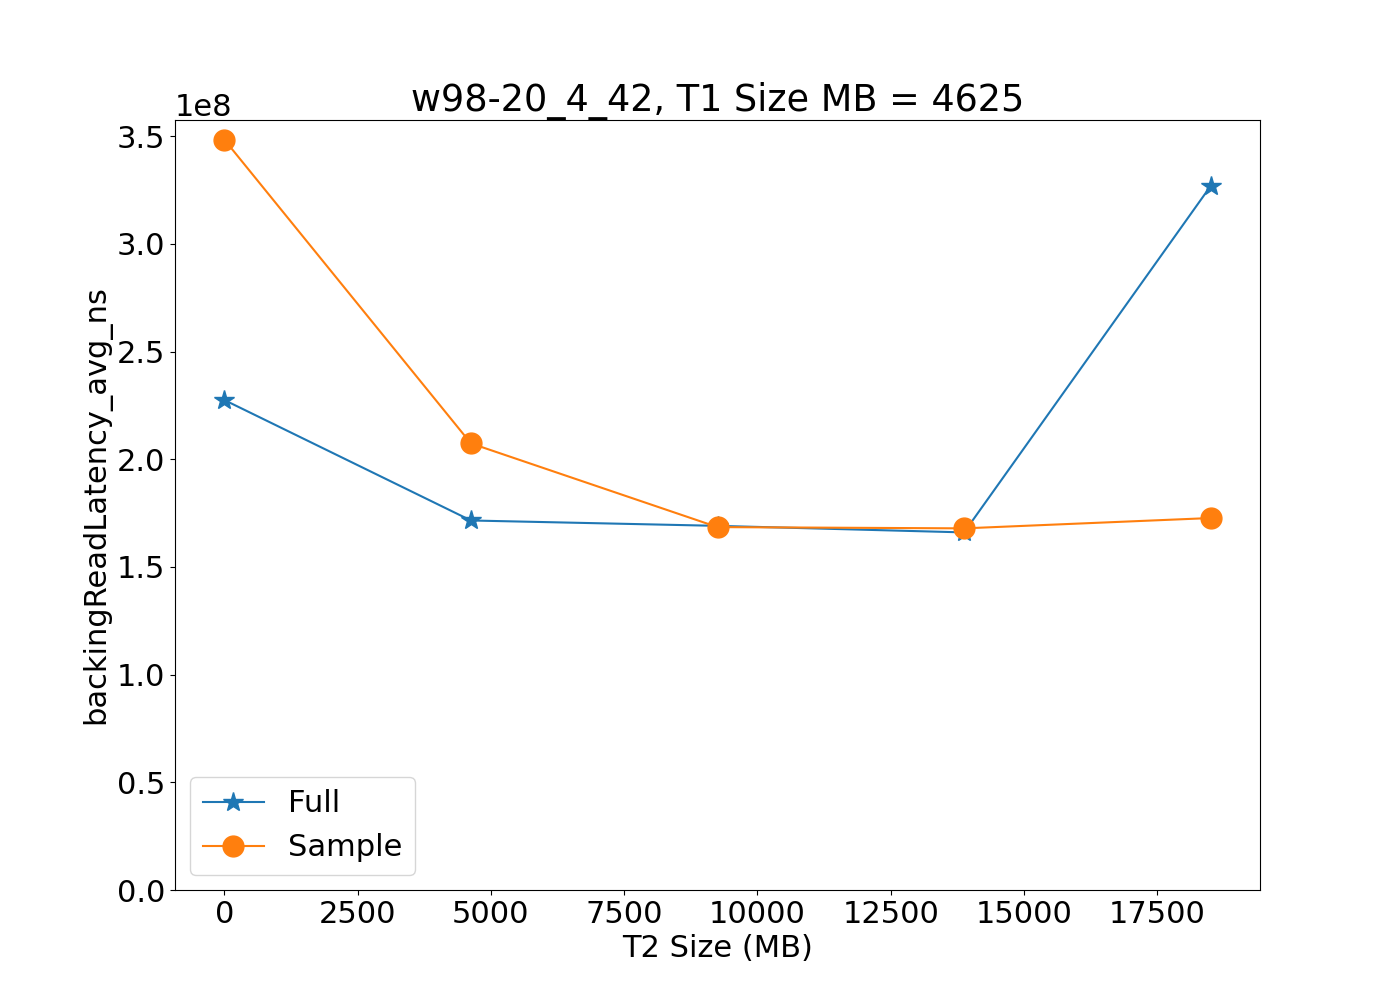 w98-20_4_42, T1 Size MB = 4625
1e8
3.5
3.0
2.5
2.0
1.5
1.0
0.5
0.0
backingReadLatency_avg_ns
Full
Sample
0 2500 5000 7500 10000 12500 15000 17500
T2 Size (MB)